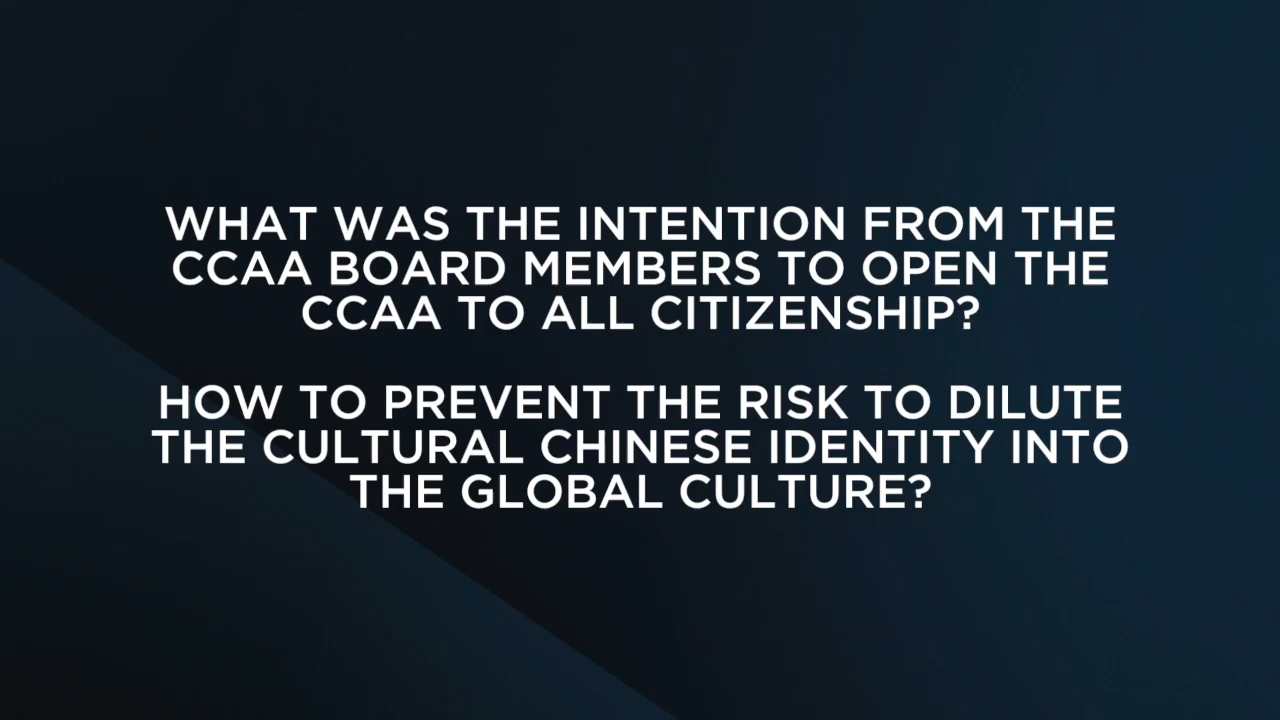 WHAT WAS THE INTENTION FROM THE
CCAA BOARD MEMBERS TO OPEN THE
CCAA TO ALL CITIZENSHIP?
HOW TO PREVENT THE RISK TO DILUTE
THE CULTURAL CHINESE IDENTITY INTO
THE GLOBAL CULTURE?